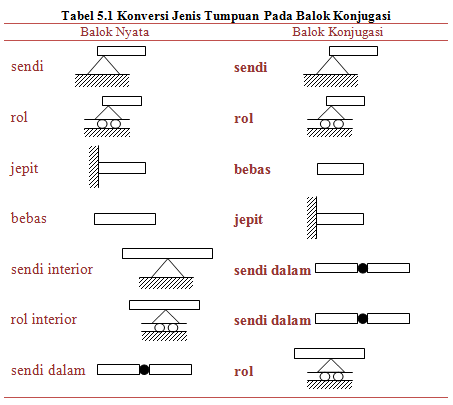 Tabel 5.1 Konversi Jenis Tumpuan Pada Balok Konjugasi
Balok Nyata Balok Konjugasi
sendi sendi
rol rol
jepit bebas
bebas jepit
sendi interior sendi dalam
rol interior sendi dalam
sendi dalam rol